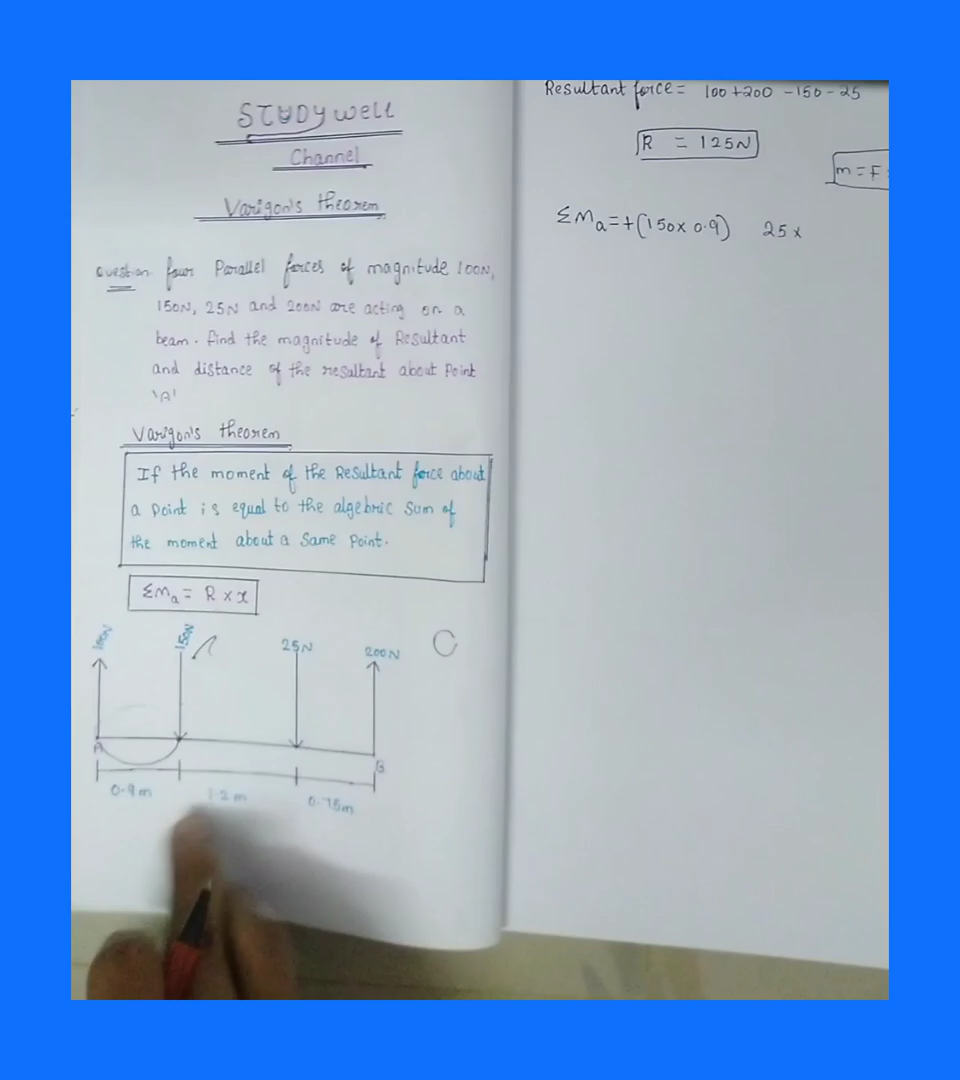 STUDY well
Channel
Varigon's theorem
Question four Parallel forces of magnitude 100N,
150N, 25N and 200N are acting on a
beam. find the magnitude of Resultant
and distance of the resultant about Point
'A'
Varigon's theorem
If the moment of the Resultant force about
a point is equal to the algebric sum of
the moment about a Same point.
ΣMa = R × x
100N
150N
25N
200N
A
B
0.9m
1.2m
0.75m
Resultant force = 100+200 -150-25
R = 125N
m = F
ΣMa = +(150×0.9) 25×